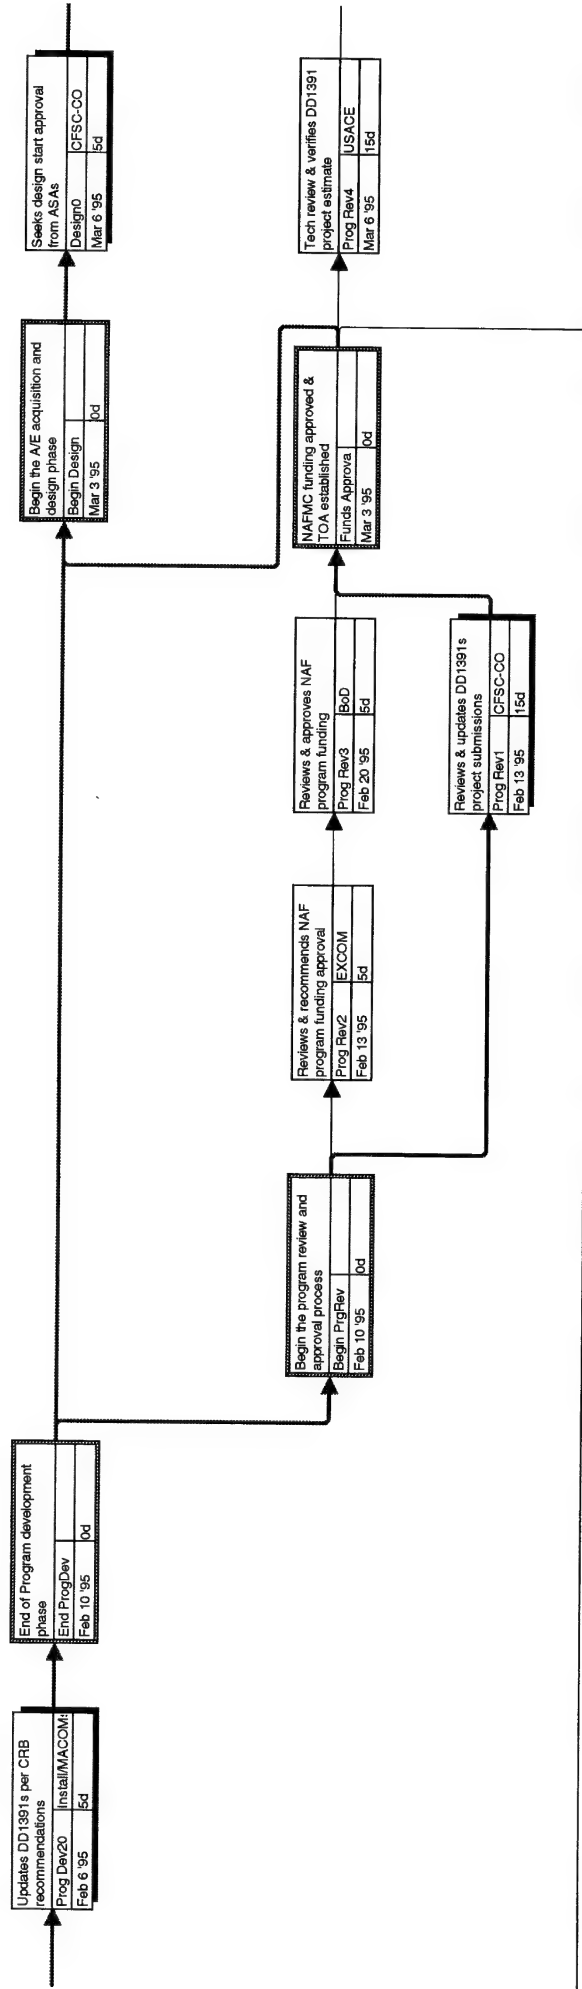 Updates DD1391s per CRB
recommendations
Prog Dev20 Install/MACOM
Feb 6 '95 5d
End of Program development
phase
End ProgDev
Feb 10 '95 0d
Begin the A/E acquisition and
design phase
Begin Design
Mar 3 '95 0d
Seeks design start approval
from ASAs
Design0 CFSC-CO
Mar 6 '95 5d
Begin the program review and
approval process
Begin PrgRev
Feb 10 '95 0d
Reviews & recommends NAF
program funding approval
Prog Rev2 EXCOM
Feb 13 '95 5d
Reviews & approves NAF
program funding
Prog Rev3 BoD
Feb 20 '95 5d
NAFMC funding approved &
TOA established
Funds Approva
Mar 3 '95 0d
Tech review & verifies DD1391
project estimate
Prog Rev4 USACE
Mar 6 '95 15d
Reviews & updates DD1391s
project submissions
Prog Rev1 CFSC-CO
Feb 13 '95 15d